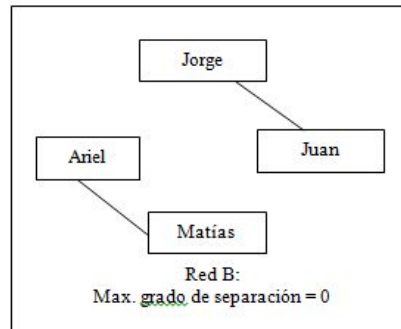 Jorge
Juan
Ariel
Matías
Red B:
Max. grado de separación = 0